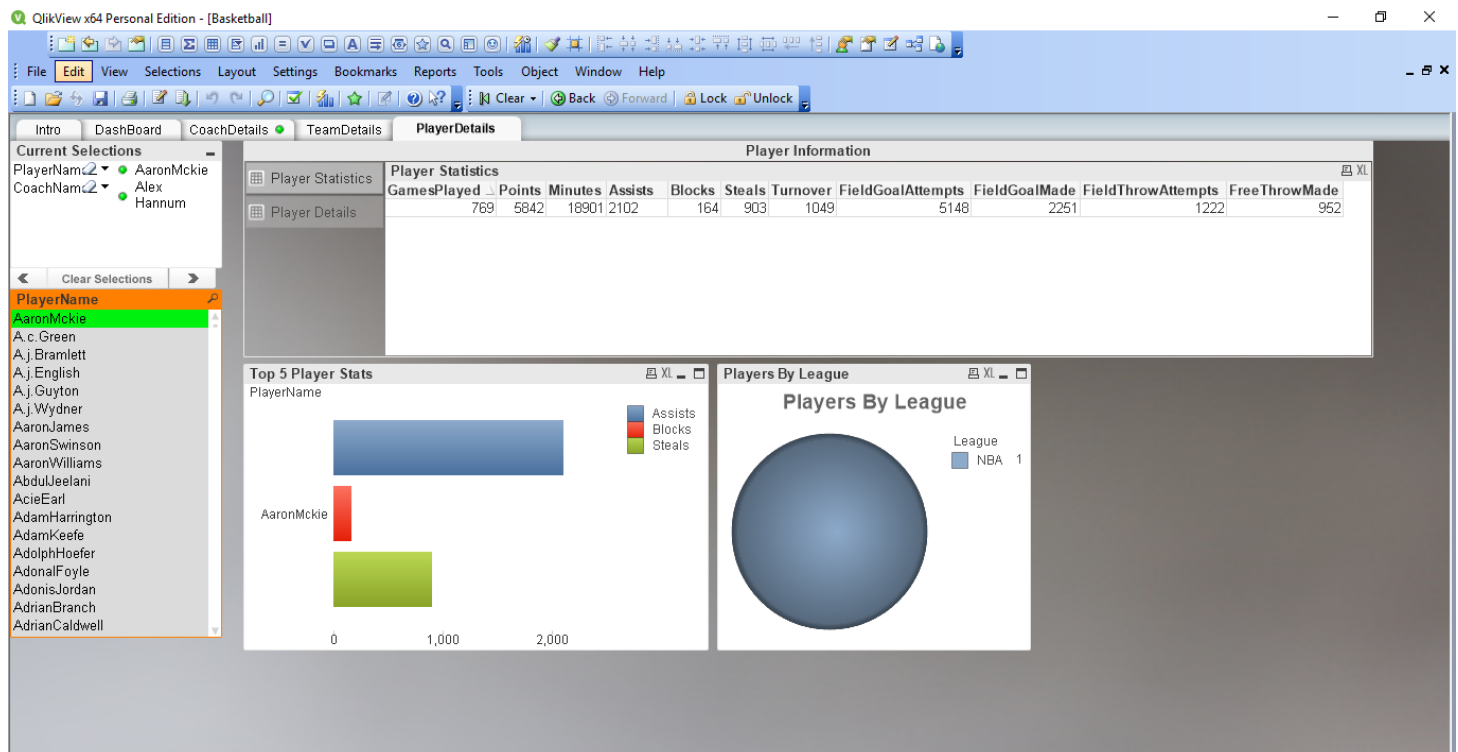 QlikView x64 Personal Edition - [Basketball]
File Edit View Selections Layout Settings Bookmarks Reports Tools Object Window Help
Clear Back Forward Lock Unlock
Intro DashBoard CoachDetails TeamDetails PlayerDetails
Current Selections
PlayerNam AaronMckie
CoachNam Alex
Hannum
Clear Selections
PlayerName
AaronMckie
A.c.Green
A.j.Bramlett
A.j.English
A.j.Guyton
A.j.Wydner
AaronJames
AaronSwinson
AaronWilliams
AbdulJeelani
AcieEarl
AdamHarrington
AdamKeefe
AdolphHoefer
AdonalFoyle
AdonisJordan
AdrianBranch
AdrianCaldwell
Player Information
Player Statistics
Player Details
Player Statistics XL
GamesPlayed Points Minutes Assists Blocks Steals Turnover FieldGoalAttempts FieldGoalMade FieldThrowAttempts FreeThrowMade
769 5842 18901 2102 164 903 1049 5148 2251 1222 952
Top 5 Player Stats XL
PlayerName
Assists
Blocks
Steals
AaronMckie
0 1,000 2,000
Players By League XL
Players By League
League
NBA 1